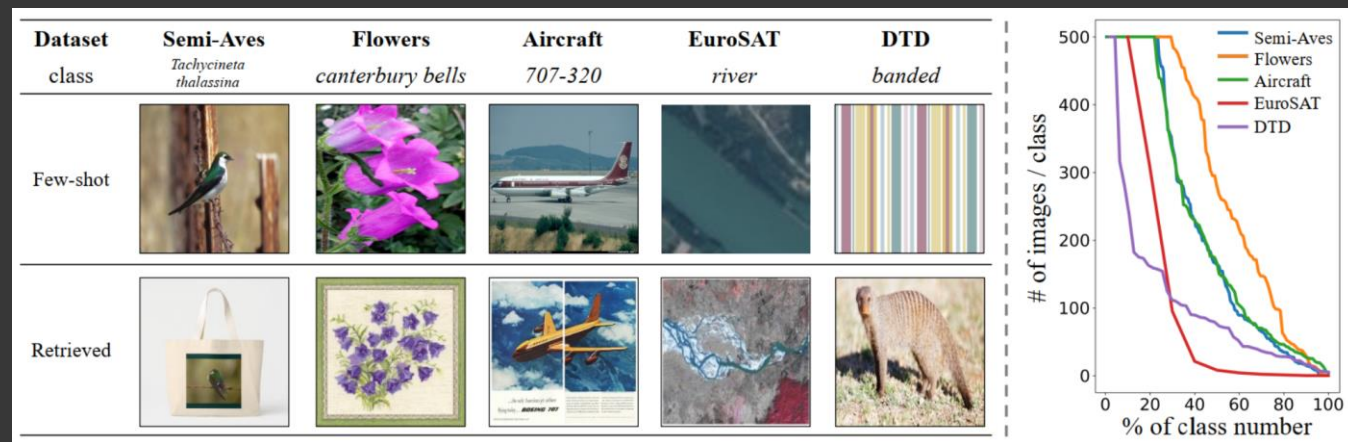 Dataset Semi-Aves Flowers Aircraft EuroSAT DTD
class Tachycineta thalassina canterbury bells 707-320 river banded
Few-shot
Retrieved
BOEING 707
# of images / class
500
400
300
200
100
0
Semi-Aves
Flowers
Aircraft
EuroSAT
DTD
0 20 40 60 80 100
% of class number